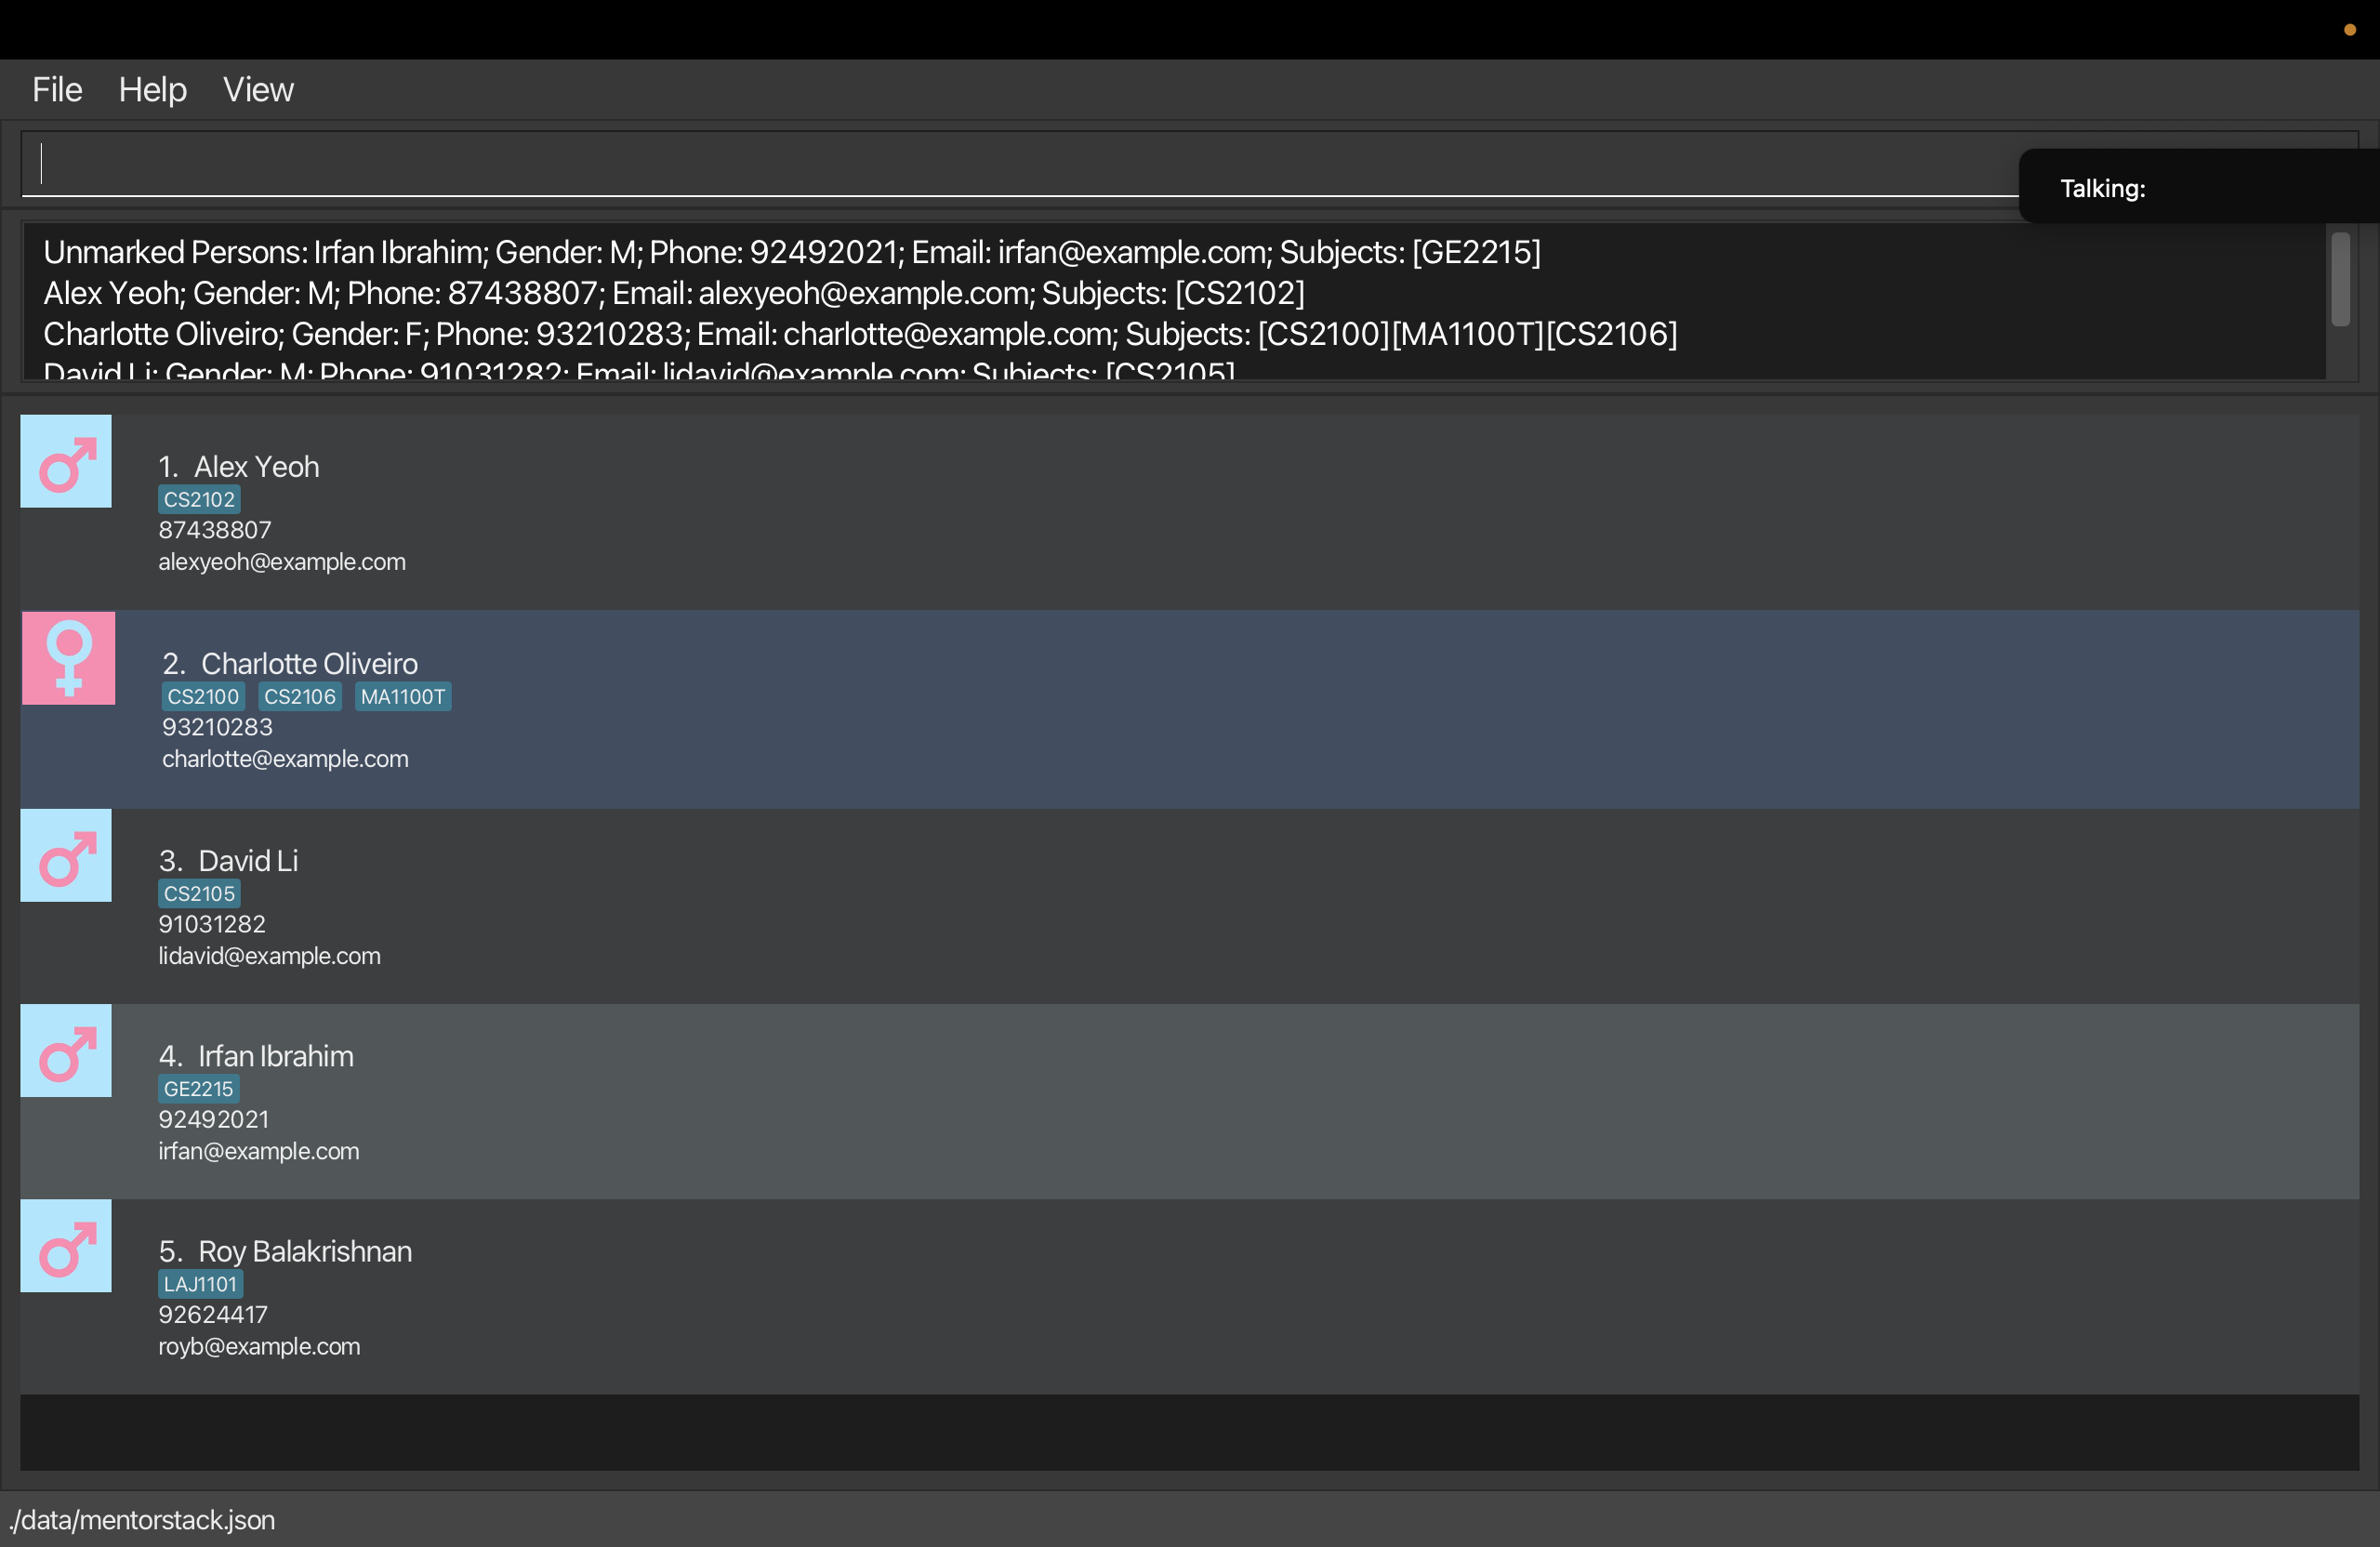 File Help View
Talking:
Unmarked Persons: Irfan Ibrahim; Gender: M; Phone: 92492021; Email: irfan@example.com; Subjects: [GE2215]
Alex Yeoh; Gender: M; Phone: 87438807; Email: alexyeoh@example.com; Subjects: [CS2102]
Charlotte Oliveiro; Gender: F; Phone: 93210283; Email: charlotte@example.com; Subjects: [CS2100][MA1100T][CS2106]
David Li; Gender: M; Phone: 91031282; Email: lidavid@example.com; Subjects: [CS2105]
1. Alex Yeoh
CS2102
87438807
alexyeoh@example.com
2. Charlotte Oliveiro
CS2100 CS2106 MA1100T
93210283
charlotte@example.com
3. David Li
CS2105
91031282
lidavid@example.com
4. Irfan Ibrahim
GE2215
92492021
irfan@example.com
5. Roy Balakrishnan
LAJ1101
92624417
royb@example.com
./data/mentorstack.json